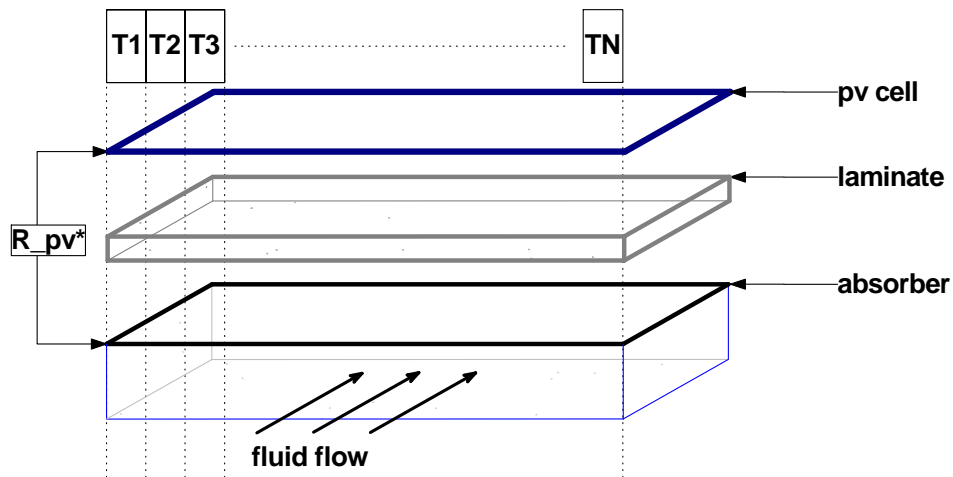 T1 T2 T3 TN
pv cell
laminate
R_pv*
absorber
fluid flow